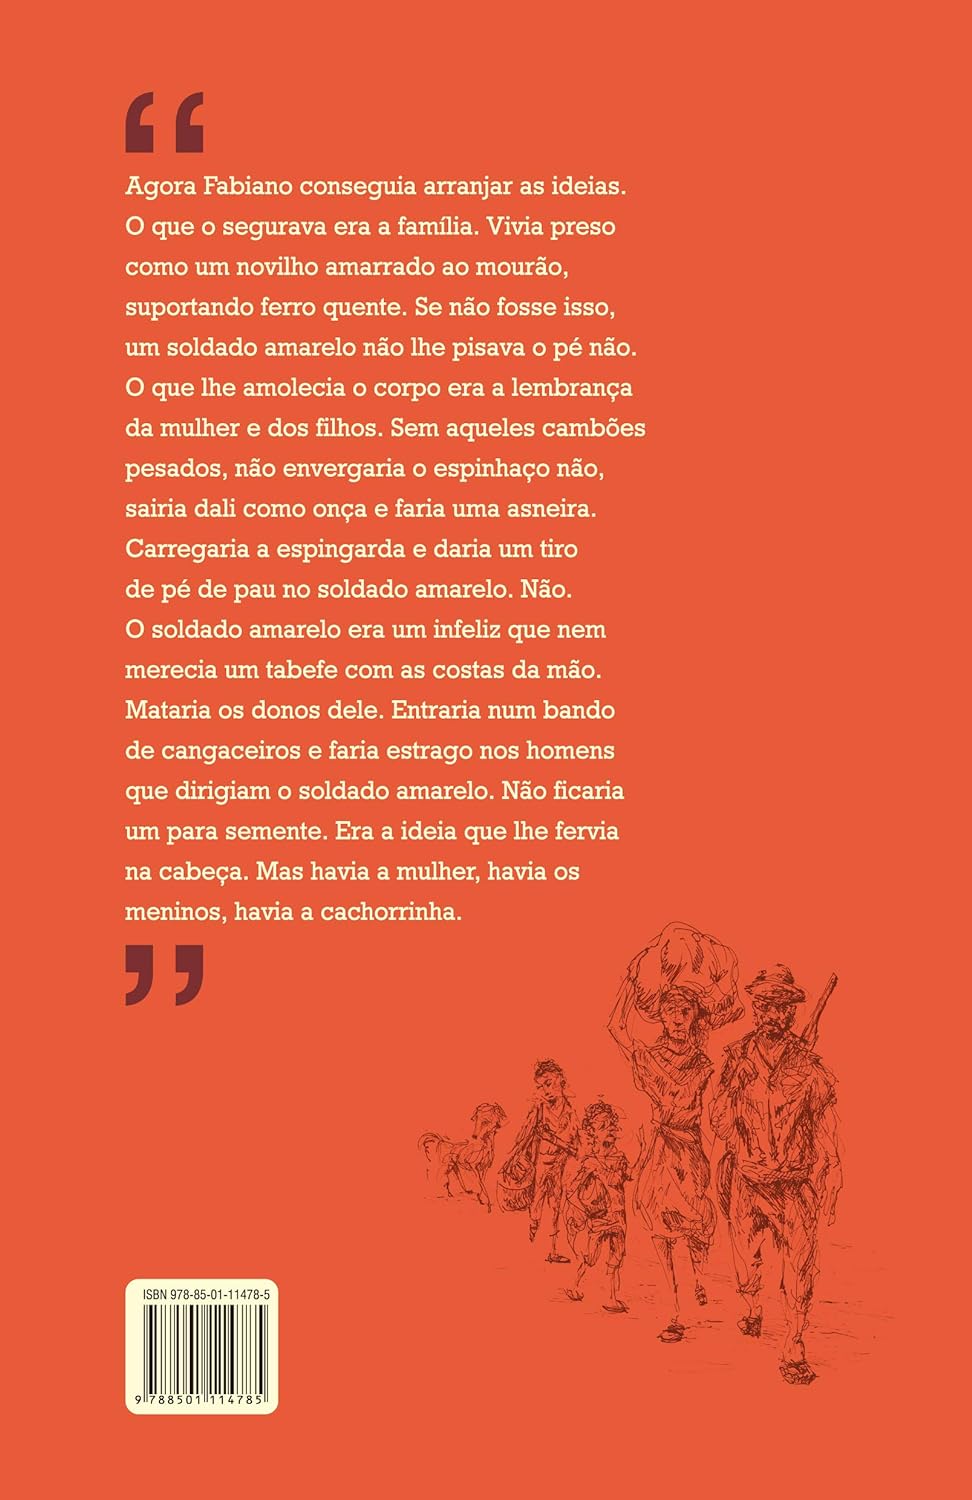 “
Agora Fabiano conseguia arranjar as ideias.
O que o segurava era a família. Vivia preso
como um novilho amarrado ao mourão,
suportando ferro quente. Se não fosse isso,
um soldado amarelo não lhe pisava o pé não.
O que lhe amolecia o corpo era a lembrança
da mulher e dos filhos. Sem aqueles cambões
pesados, não envergaria o espinhaço não,
sairia dali como onça e faria uma asneira.
Carregaria a espingarda e daria um tiro
de pé de pau no soldado amarelo. Não.
O soldado amarelo era um infeliz que nem
merecia um tabefe com as costas da mão.
Mataria os donos dele. Entraria num bando
de cangaceiros e faria estrago nos homens
que dirigiam o soldado amarelo. Não ficaria
um para semente. Era a ideia que lhe fervia
na cabeça. Mas havia a mulher, havia os
meninos, havia a cachorrinha.
”
ISBN 978-85-01-11478-5
9 788501 114785